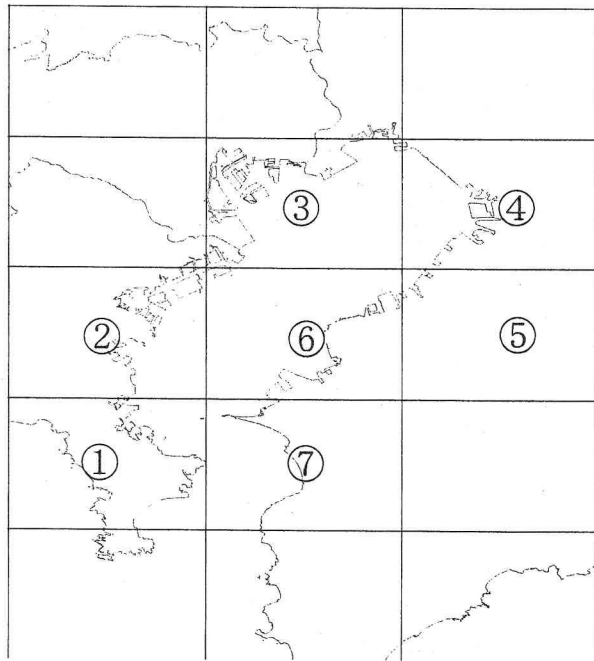 ③ ④
② ⑥ ⑤
① ⑦